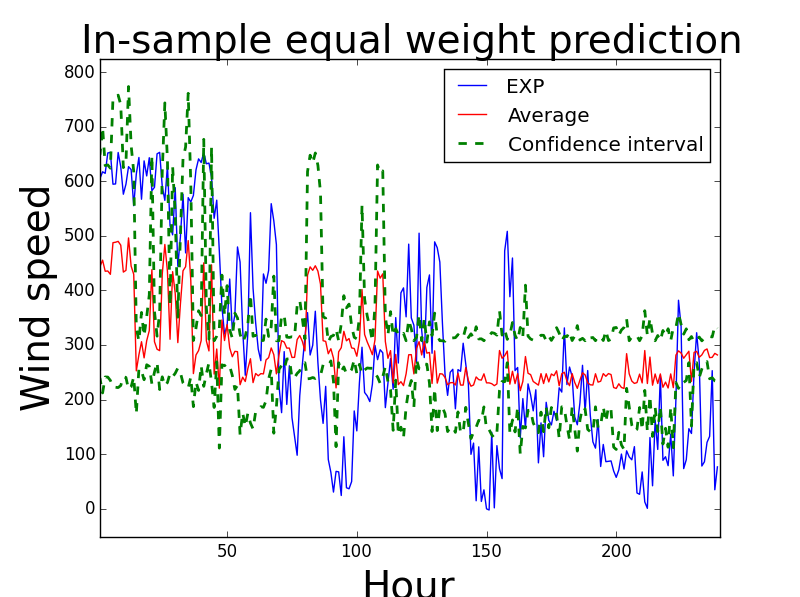 In-sample equal weight prediction
EXP
Average
Confidence interval
Wind speed
800
700
600
500
400
300
200
100
0
50
100
150
200
Hour